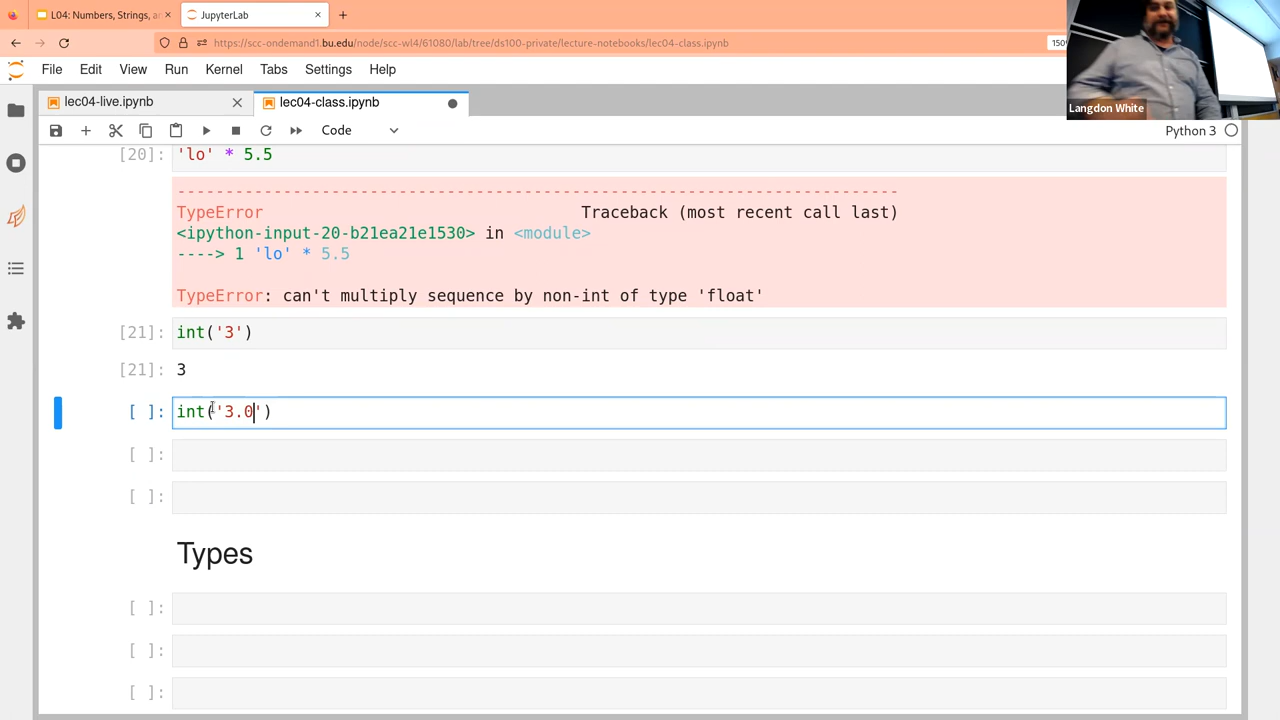 L04: Numbers, Strings, a
JupyterLab
https://scc-ondemand1.bu.edu/node/scc-wl4/61080/lab/tree/ds100-private/lecture-notebooks/lec04-class.ipynb
150
Langdon White
File Edit View Run Kernel Tabs Settings Help
lec04-live.ipynb
lec04-class.ipynb
Code
Python 3
[20]: 'lo' * 5.5
---------------------------------------------------------------------------
TypeError Traceback (most recent call last)
<ipython-input-20-b21ea21e1530> in <module>
----> 1 'lo' * 5.5
TypeError: can't multiply sequence by non-int of type 'float'
[21]: int('3')
[21]: 3
[ ]: int('3.0')
[ ]:
[ ]:
Types
[ ]:
[ ]:
[ ]: